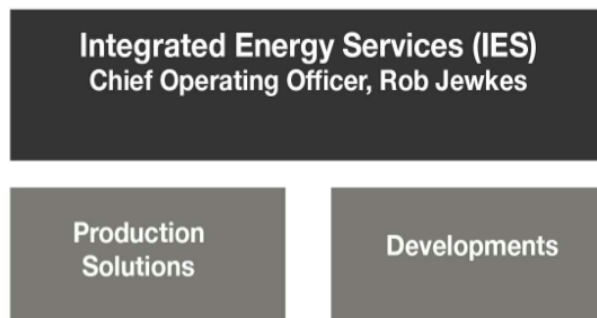 Integrated Energy Services (IES)
Chief Operating Officer, Rob Jewkes
Production
Solutions
Developments